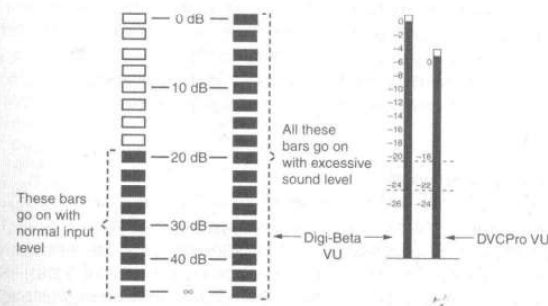 0 dB
10 dB
20 dB
30 dB
40 dB
∞
These bars
go on with
normal input
level
All these
bars go on
with excessive
sound level
Digi-Beta
VU
DVCPro VU
0
-2
-4
-6
-8
-10
-12
-14
-16
-20
-24
-26
0
-18
-22
-24